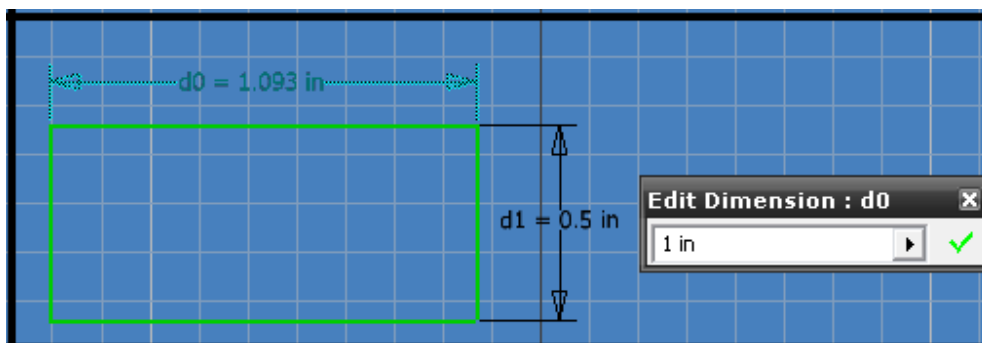 d0 = 1.093 in
d1 = 0.5 in
Edit Dimension : d0
1 in